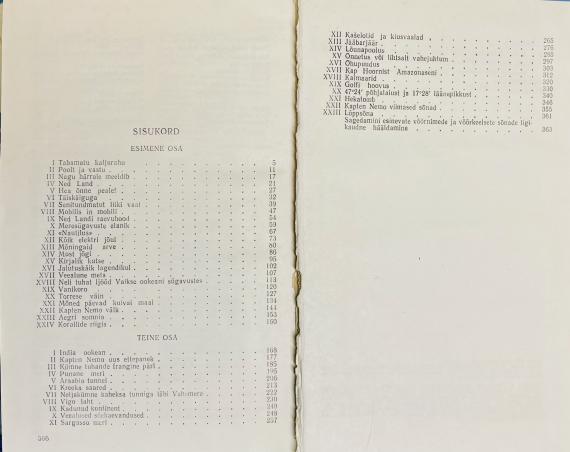 SISUKORD
ESIMENE OSA
I Tabamatu kaljurahu 5
II Poolt ja vastu 11
III Nagu härrale meeldib 17
IV Ned Land 21
V Hea õnne peale! 27
VI Täiskäiguga 32
VII Senitundmatut liiki vaal 39
VIII Mobilis in mobili 47
IX Ned Landi raevuhood 54
X Meresügavuste elanik 59
XI «Nautilus» 67
XII Kõik elektri jõul 73
XIII Mõningaid arve 80
XIV Must jõgi 86
XV Kirjalik kutse 95
XVI Jalutuskäik lagendikul 102
XVII Veealune mets 107
XVIII Neli tuhat ljööd Vaikse ookeani sügavustes 113
XIX Vanikoro 120
XX Torrese väin 127
XXI Mõned päevad kuival maal 134
XXII Kapten Nemo välk 144
XXIII Aegri somnia 153
XXIV Korallide riigis 160
TEINE OSA
I India ookean 168
II Kapten Nemo uus ettepanek 177
III Kümne tuhande frangine pärl 185
IV Punane meri 195
V Araabia tunnel 206
VI Kreeka saared 213
VII Neljakümne kaheksa tunniga läbi Vahemere 222
VIII Vigo laht 230
IX Kadunud kontinent 240
X Veealused söekaevandused 248
XI Sargasso meri 257
366
XII Kašelotid ja kiusvaalad 265
XIII Jääbarjäär 276
XIV Lõunapoolus
XV Õnnetus või lihtsalt vahejuhtum 297
XVI Õhupuudus 303
XVII Kap Hoornist Amazonaseni 312
XVIII Kalmaarid 320
XIX Golfi hoovus 330
XX 47°24' põhjalaiust ja 17°28' läänepikkust 340
XXI Hekatomb 346
XXII Kapten Nemo viimased sõnad 355
XXIII Lõppsõna 361
Sagedamini esinevate võõrnimede ja võõrkeelsete sõnade ligi-
kaudne hääldamine 363